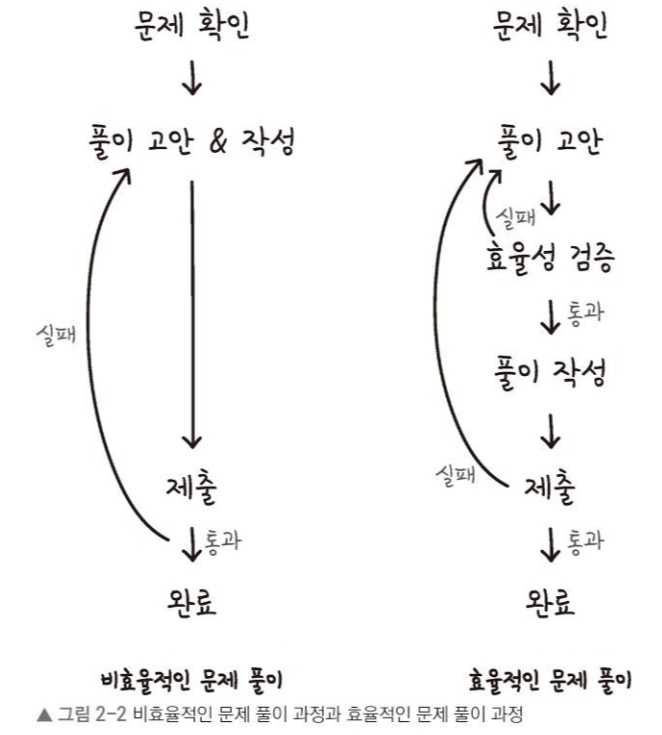 문제 확인
풀이 고안 & 작성
실패
제출
통과
완료
비효율적인 문제 풀이
문제 확인
풀이 고안
실패
효율성 검증
통과
풀이 작성
실패
제출
통과
완료
효율적인 문제 풀이
▲ 그림 2-2 비효율적인 문제 풀이 과정과 효율적인 문제 풀이 과정